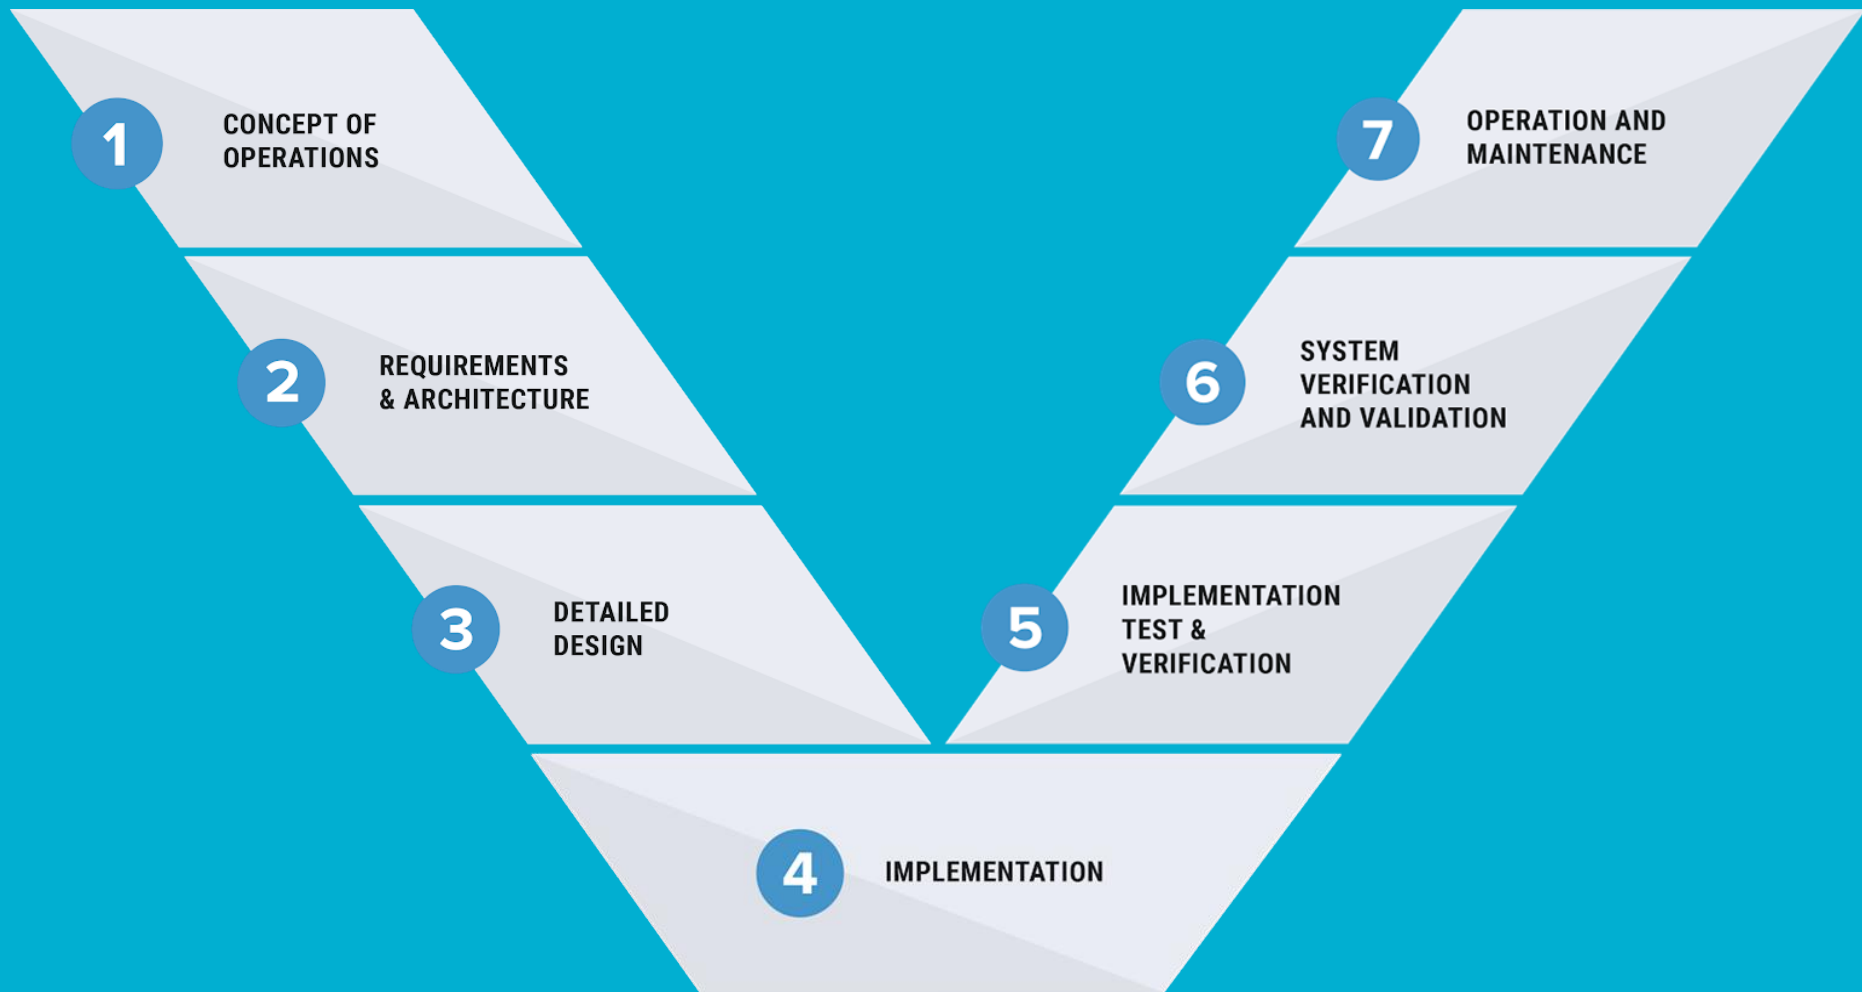 1
CONCEPT OF
OPERATIONS
2
REQUIREMENTS
& ARCHITECTURE
3
DETAILED
DESIGN
4
IMPLEMENTATION
5
IMPLEMENTATION
TEST &
VERIFICATION
6
SYSTEM
VERIFICATION
AND VALIDATION
7
OPERATION AND
MAINTENANCE